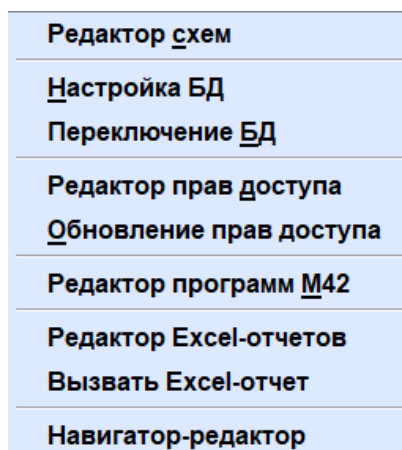 Редактор схем
Настройка БД
Переключение БД
Редактор прав доступа
Обновление прав доступа
Редактор программ М42
Редактор Excel-отчетов
Вызвать Excel-отчет
Навигатор-редактор